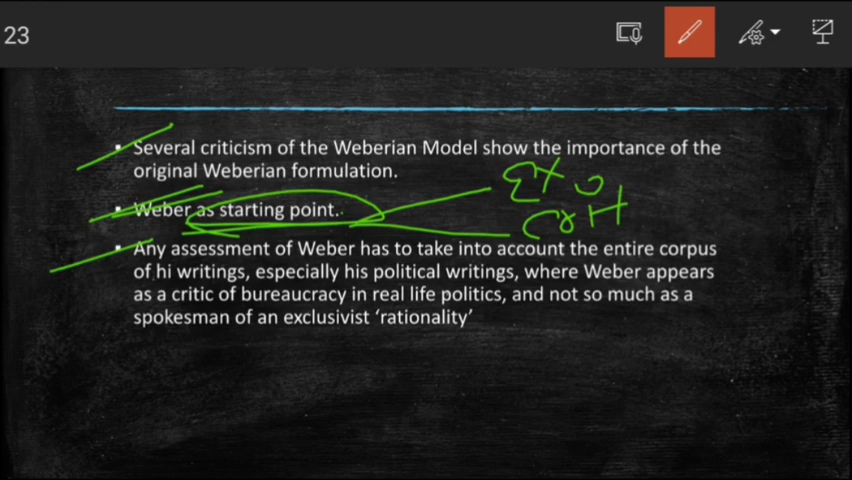 23
Several criticism of the Weberian Model show the importance of the
original Weberian formulation.
Weber as starting point.
Any assessment of Weber has to take into account the entire corpus
of hi writings, especially his political writings, where Weber appears
as a critic of bureaucracy in real life politics, and not so much as a
spokesman of an exclusivist ‘rationality’